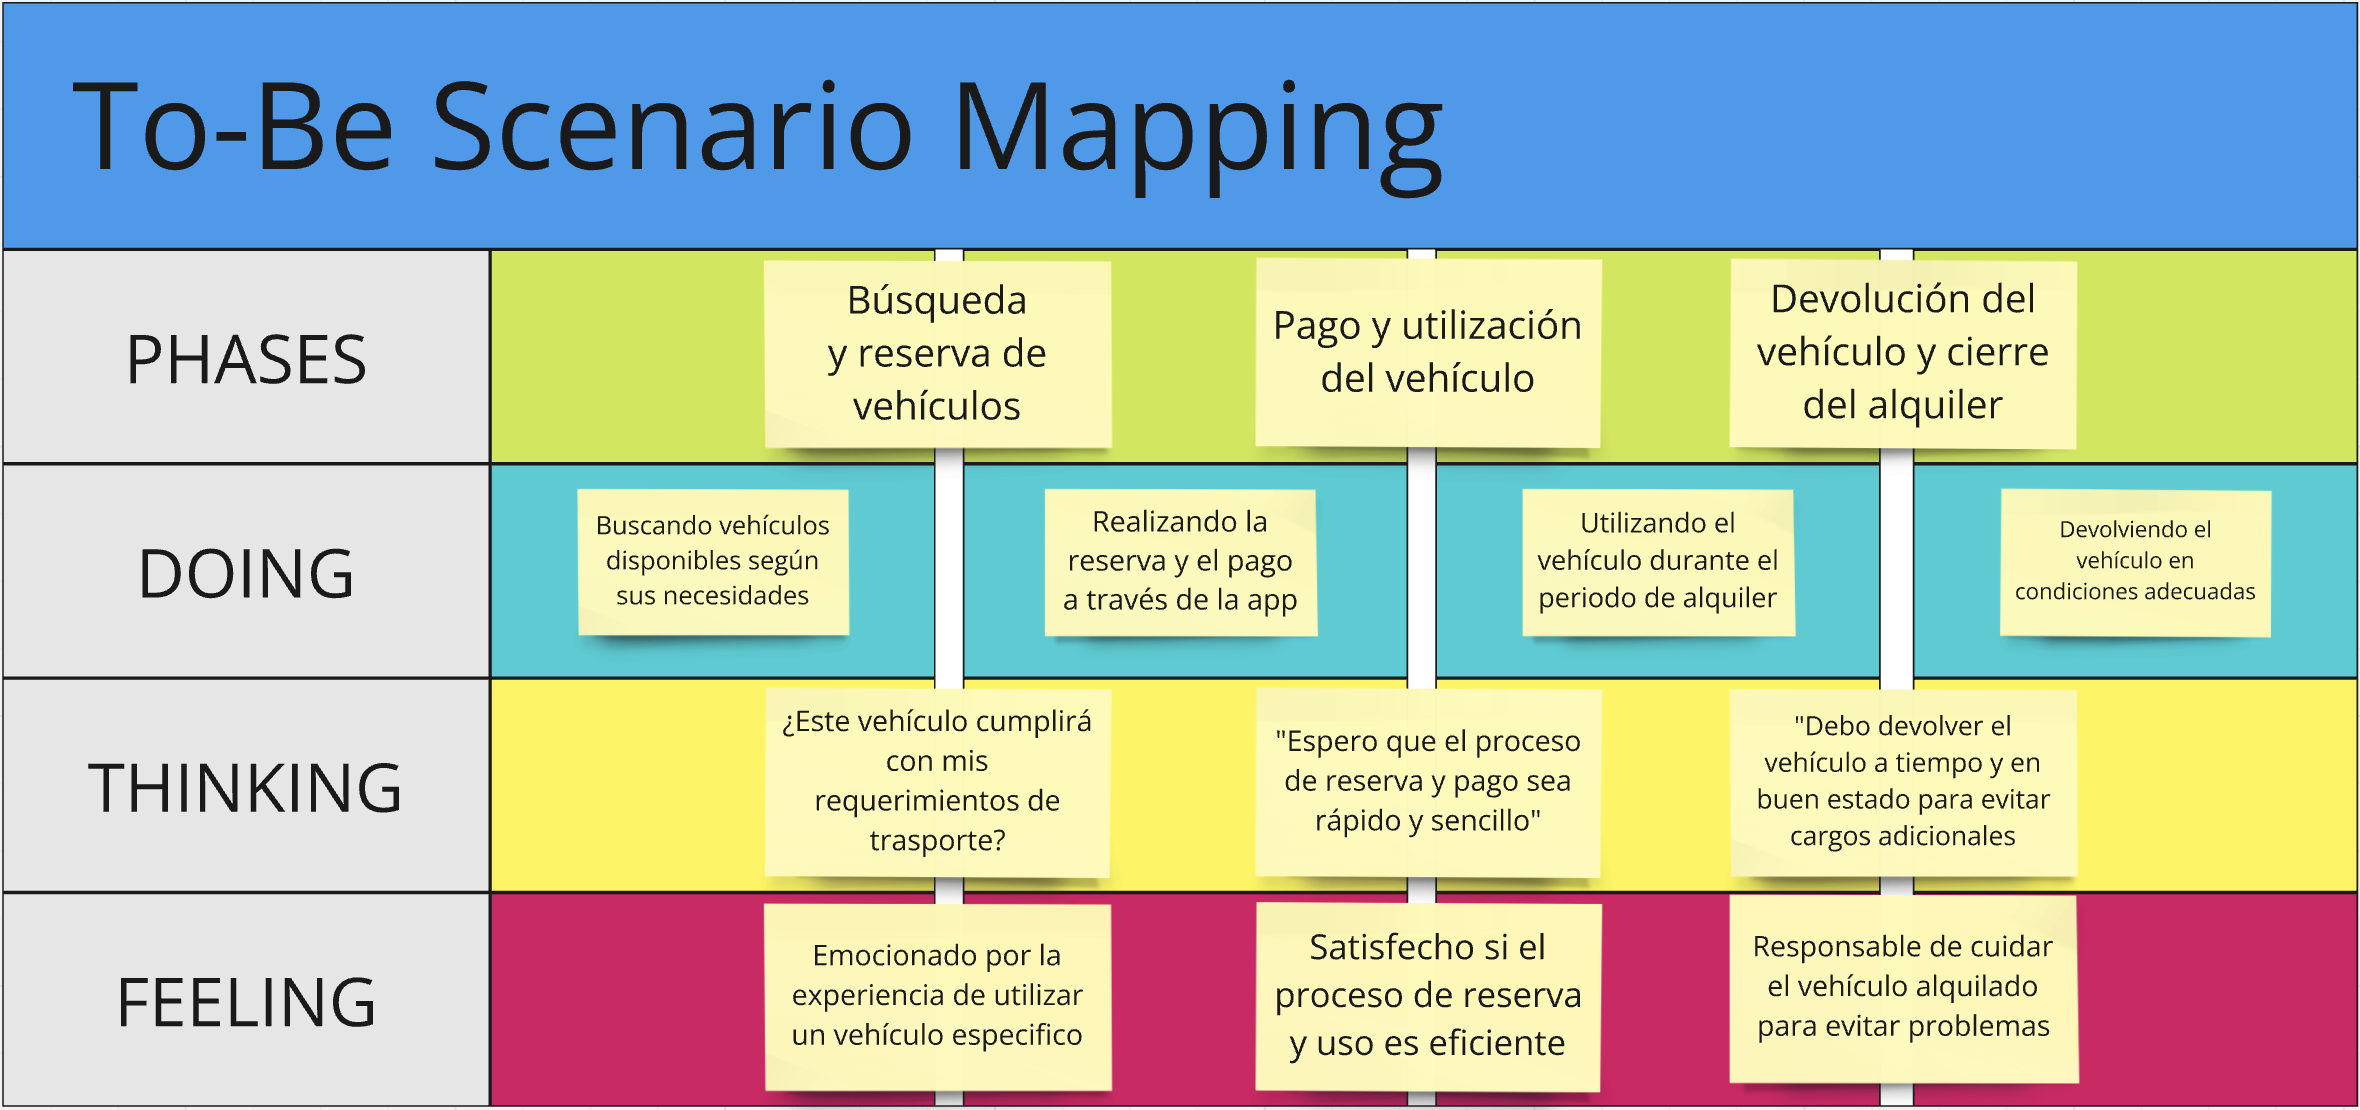 To-Be Scenario Mapping
PHASES
Búsqueda
y reserva de
vehículos
Pago y utilización
del vehículo
Devolución del
vehículo y cierre
del alquiler
DOING
Buscando vehículos
disponibles según
sus necesidades
Realizando la
reserva y el pago
a través de la app
Utilizando el
vehículo durante el
periodo de alquiler
Devolviendo el
vehículo en
condiciones adecuadas
THINKING
¿Este vehículo cumplirá
con mis
requerimientos de
trasporte?
"Espero que el proceso
de reserva y pago sea
rápido y sencillo"
"Debo devolver el
vehículo a tiempo y en
buen estado para evitar
cargos adicionales
FEELING
Emocionado por la
experiencia de utilizar
un vehículo especifico
Satisfecho si el
proceso de reserva
y uso es eficiente
Responsable de cuidar
el vehículo alquilado
para evitar problemas